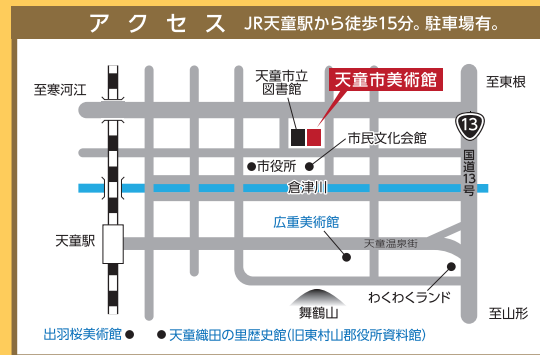 アクセス JR天童駅から徒歩15分。駐車場有。
至寒河江
天童市立
図書館
天童市美術館
至東根
13
市民文化会館
市役所
国道13号
倉津川
広重美術館
天童駅
天童温泉街
わくわくランド
舞鶴山
至山形
出羽桜美術館
天童織田の里歴史館(旧東村山郡役所資料館)